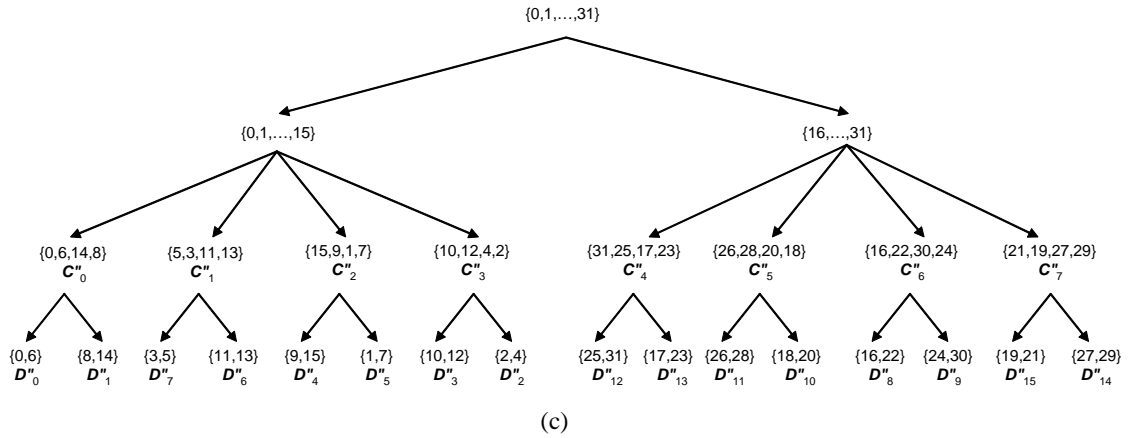 {0,1,…,31}
{0,1,…,15} {16,…,31}
{0,6,14,8} {5,3,11,13} {15,9,1,7} {10,12,4,2} {31,25,17,23} {26,28,20,18} {16,22,30,24} {21,19,27,29}
C"0 C"1 C"2 C"3 C"4 C"5 C"6 C"7
{0,6} {8,14} {3,5} {11,13} {9,15} {1,7} {10,12} {2,4} {25,31} {17,23} {26,28} {18,20} {16,22} {24,30} {19,21} {27,29}
D"0 D"1 D"7 D"6 D"4 D"5 D"3 D"2 D"12 D"13 D"11 D"10 D"8 D"9 D"15 D"14
(c)